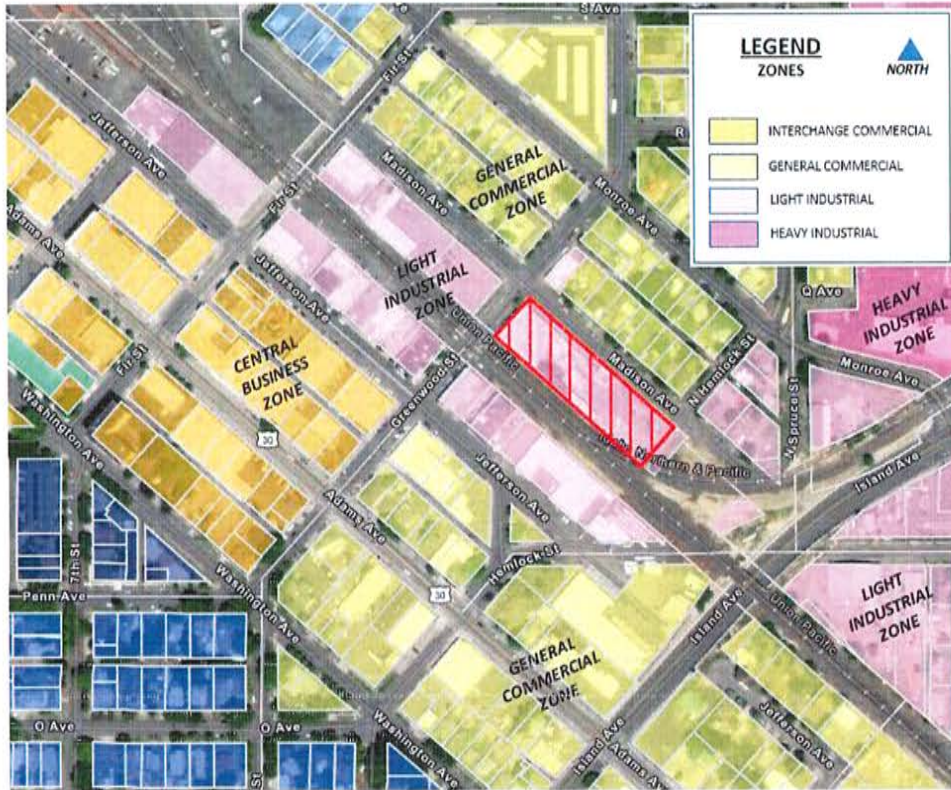 S Ave
Fir St
LEGEND
ZONES
NORTH
INTERCHANGE COMMERCIAL
GENERAL COMMERCIAL
LIGHT INDUSTRIAL
HEAVY INDUSTRIAL
R
Jefferson Ave
Madison Ave
GENERAL
COMMERCIAL
ZONE
Monroe Ave
Fir St
Adams Ave
Jefferson Ave
LIGHT
INDUSTRIAL
ZONE
Union Pacific
Q Ave
HEAVY
INDUSTRIAL
ZONE
Madison Ave
N Hemlock St
Monroe Ave
N Spruce St
CENTRAL
BUSINESS
ZONE
Fir St
Greenwood St
30
Washington Ave
Northern & Pacific
Island Ave
Jefferson Ave
Adams Ave
Hemlock St
7th St
Penn Ave
Washington Ave
30
Island Ave
Union Pacific
LIGHT
INDUSTRIAL
ZONE
GENERAL
COMMERCIAL
ZONE
O Ave
O Ave
Washington Ave
Island Ave
Adams Av
Jefferson Ave
St